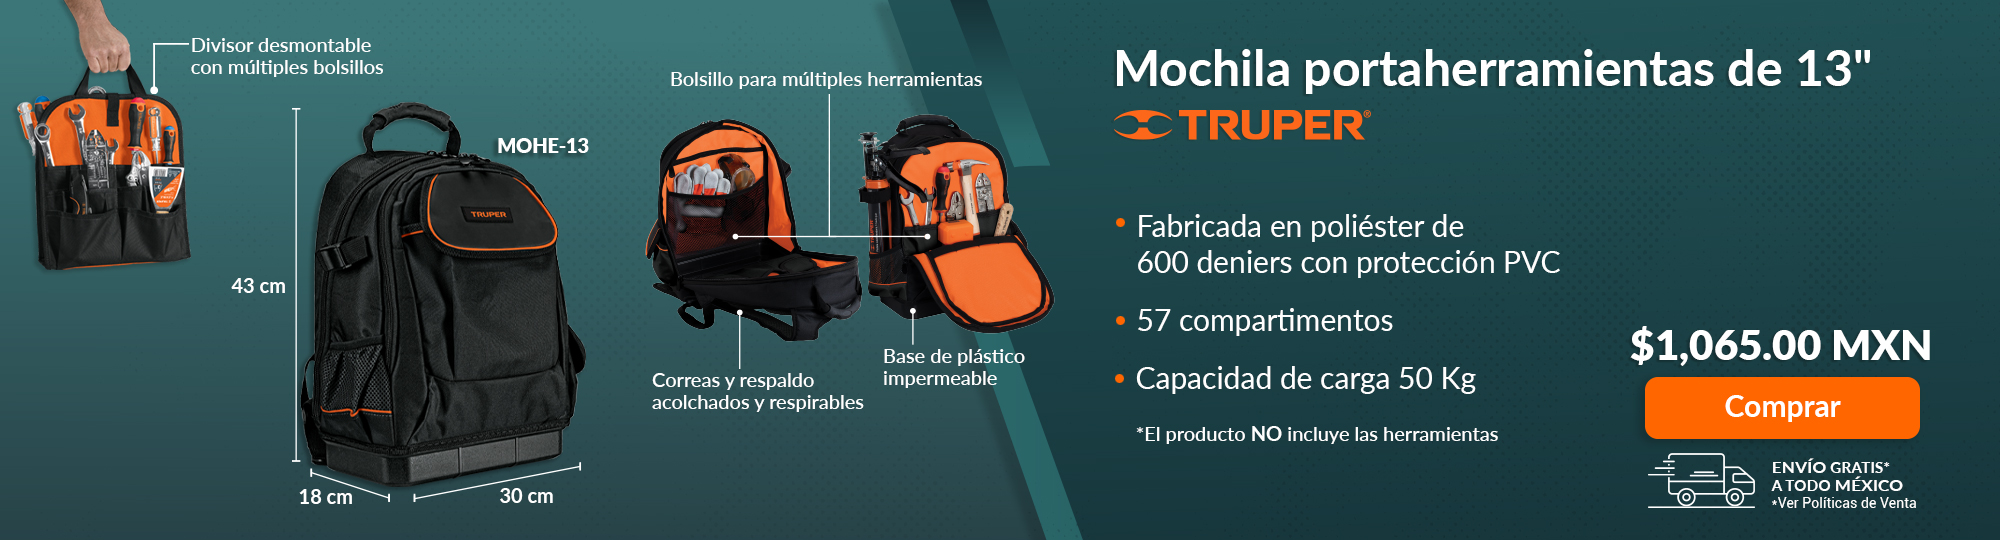 Divisor desmontable
con múltiples bolsillos
MOHE-13
TRUPER
43 cm
18 cm
30 cm
Bolsillo para múltiples herramientas
Correas y respaldo
acolchados y respirables
Base de plástico
impermeable
Mochila portaherramientas de 13"
TRUPER®
• Fabricada en poliéster de
600 deniers con protección PVC
• 57 compartimentos
• Capacidad de carga 50 Kg
*El producto NO incluye las herramientas
$1,065.00 MXN
Comprar
ENVÍO GRATIS*
A TODO MÉXICO
*Ver Políticas de Venta